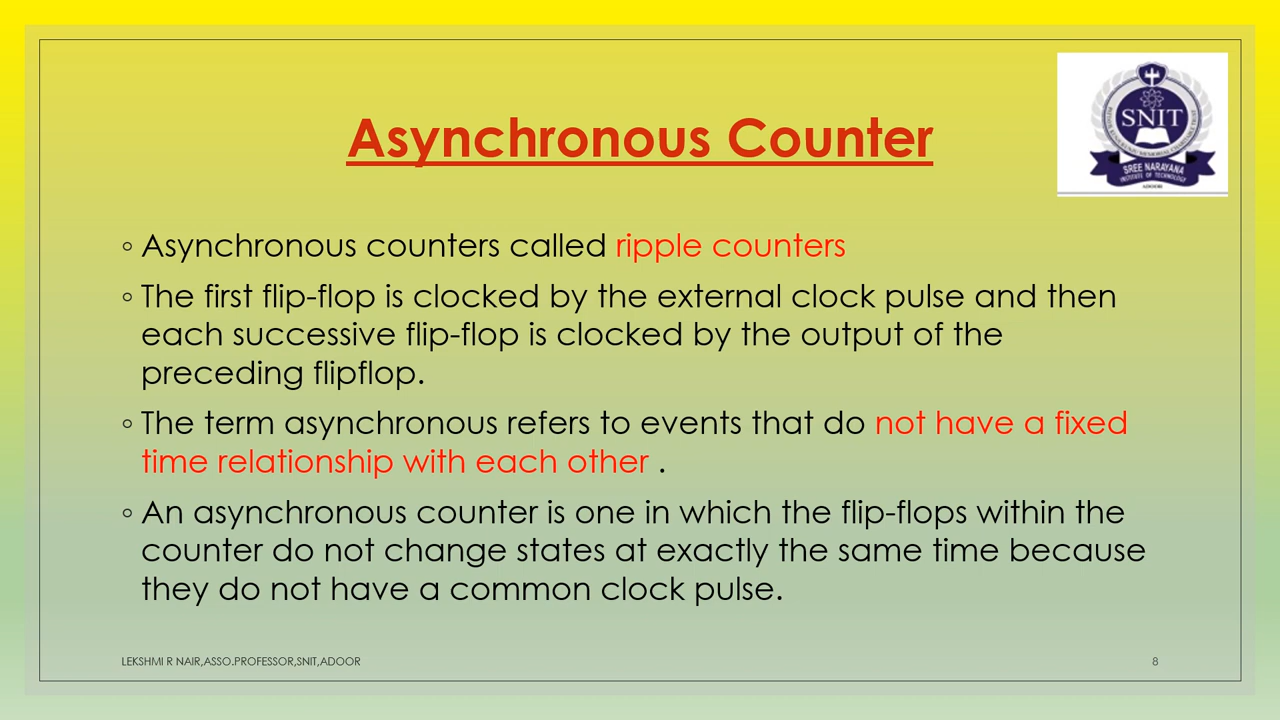 Asynchronous Counter
SNIT
SREE NARAYANA
INSTITUTE OF TECHNOLOGY
ADOOR
◦ Asynchronous counters called ripple counters
◦ The first flip-flop is clocked by the external clock pulse and then
each successive flip-flop is clocked by the output of the
preceding flipflop.
◦ The term asynchronous refers to events that do not have a fixed
time relationship with each other .
◦ An asynchronous counter is one in which the flip-flops within the
counter do not change states at exactly the same time because
they do not have a common clock pulse.
LEKSHMI R NAIR,ASSO.PROFESSOR,SNIT,ADOOR
8